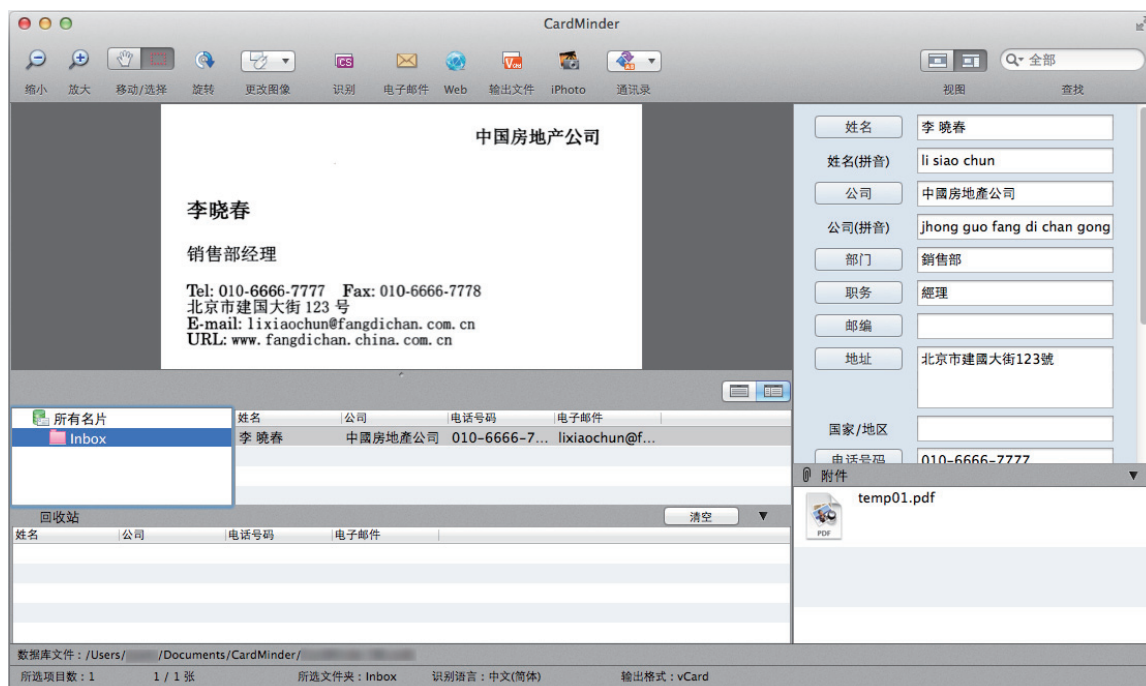 CardMinder
缩小 放大 移动/选择 旋转 更改图像 识别 电子邮件 Web 输出文件 iPhoto 通讯录 视图 查找
CS
Vcard
全部
中国房地产公司
李晓春
销售部经理
Tel: 010-6666-7777 Fax: 010-6666-7778
北京市建国大街 123 号
E-mail: lixiaochun@fangdichan.com.cn
URL: www.fangdichan.china.com.cn
姓名 李 曉春
姓名(拼音) li siao chun
公司 中國房地產公司
公司(拼音) jhong guo fang di chan gong
部门 銷售部
职务 經理
邮编
地址 北京市建國大街123號
国家/地区
电话号码 010-6666-7777
所有名片
Inbox
姓名 公司 电话号码 电子邮件
李 曉春 中國房地產公司 010-6666-7... lixiaochun@f...
附件
temp01.pdf
PDF
回收站 清空
姓名 公司 电话号码 电子邮件
数据库文件：/Users/ /Documents/CardMinder/
所选项目数：1 1 / 1 张 所选文件夹：Inbox 识别语言：中文(简体) 输出格式：vCard